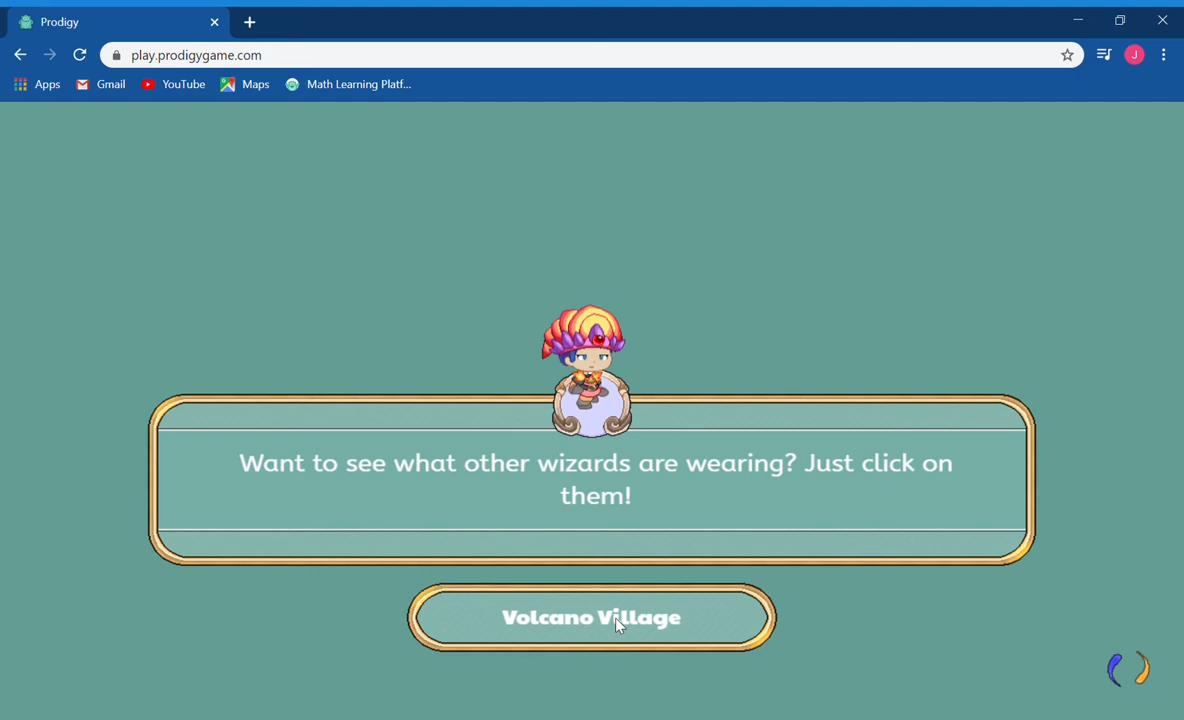 Prodigy
play.prodigygame.com
J
Apps Gmail YouTube Maps Math Learning Platf...
Want to see what other wizards are wearing? Just click on
them!
Volcano Village